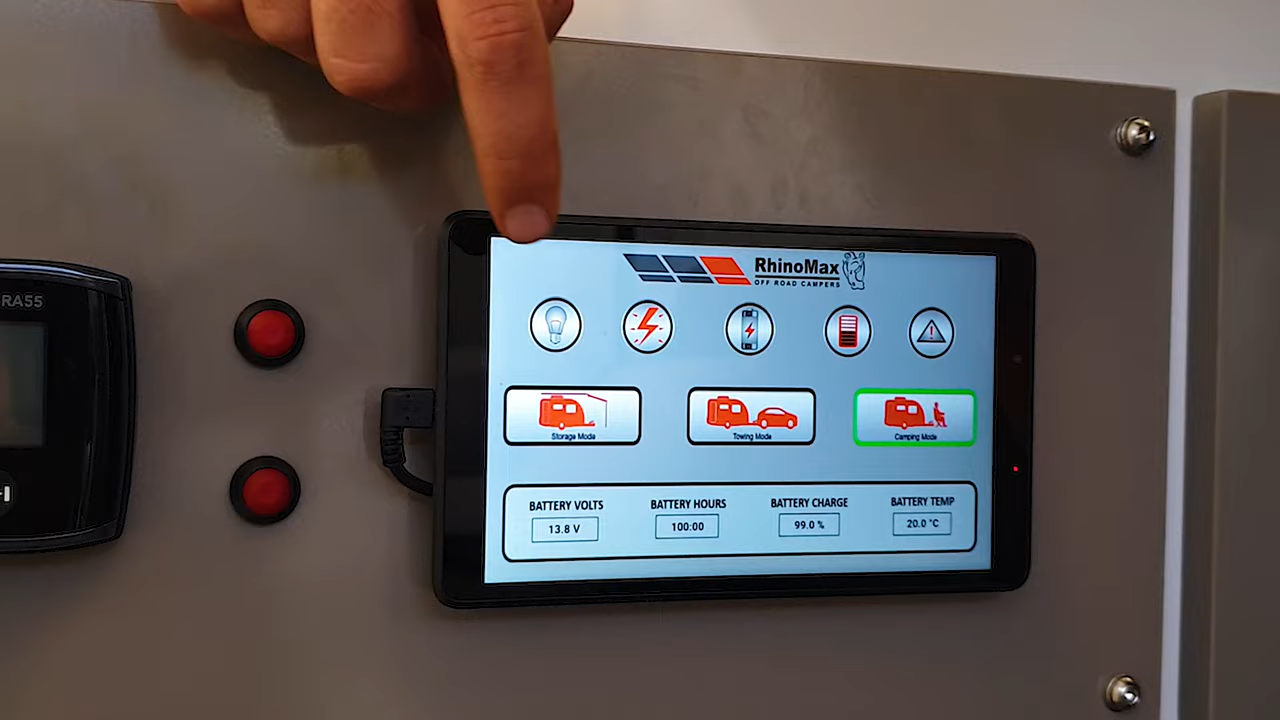 RA55
RhinoMax
OFF ROAD CAMPERS
Storage Mode
Towing Mode
Camping Mode
BATTERY VOLTS
BATTERY HOURS
BATTERY CHARGE
BATTERY TEMP
13.8 V
100:00
99.0 %
20.0 °C